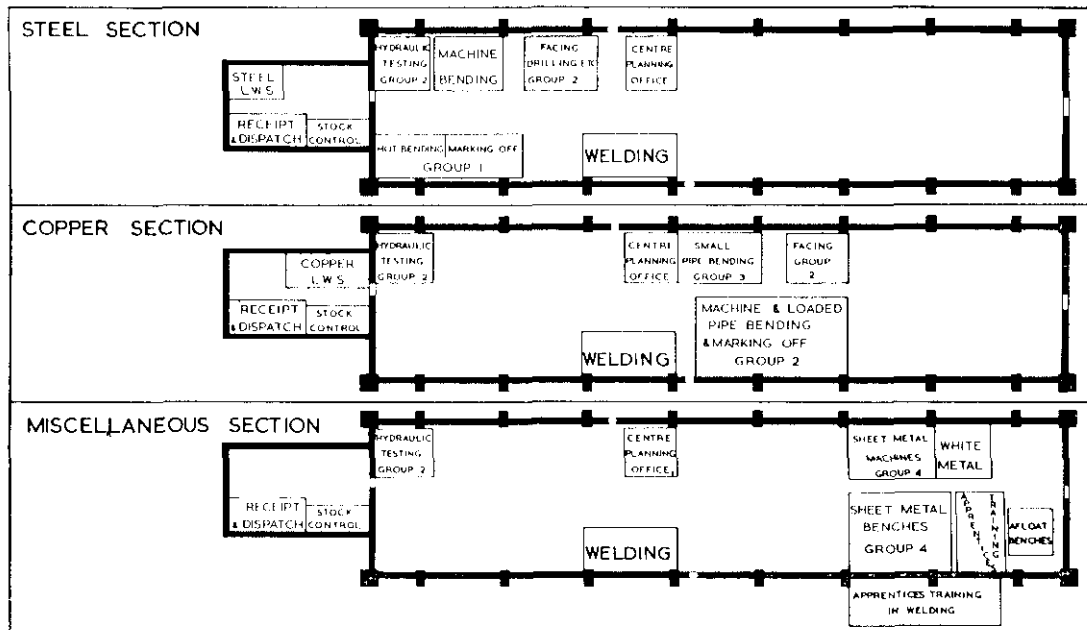 STEEL SECTION
HYDRAULIC
TESTING
GROUP 2
MACHINE
BENDING
FACING
DRILLING ETC
GROUP 2
CENTRE
PLANNING
OFFICE
STEEL
L.W.S
RECEIPT
& DISPATCH
STOCK
CONTROL
HOT BENDING
MARKING OFF
GROUP 1
WELDING
COPPER SECTION
HYDRAULIC
TESTING
GROUP 2
CENTRE
PLANNING
OFFICE
SMALL
PIPE BENDING
GROUP 3
FACING
GROUP
2
COPPER
L.W.S
RECEIPT
& DISPATCH
STOCK
CONTROL
WELDING
MACHINE & LOADED
PIPE BENDING
& MARKING OFF
GROUP 2
MISCELLANEOUS SECTION
HYDRAULIC
TESTING
GROUP 2
CENTRE
PLANNING
OFFICE
SHEET METAL
MACHINES
GROUP 4
WHITE
METAL
RECEIPT
& DISPATCH
STOCK
CONTROL
WELDING
SHEET METAL
BENCHES
GROUP 4
APPRENTICES
TRAINING
AFLOAT
BENCHES
APPRENTICES TRAINING
IN WELDING